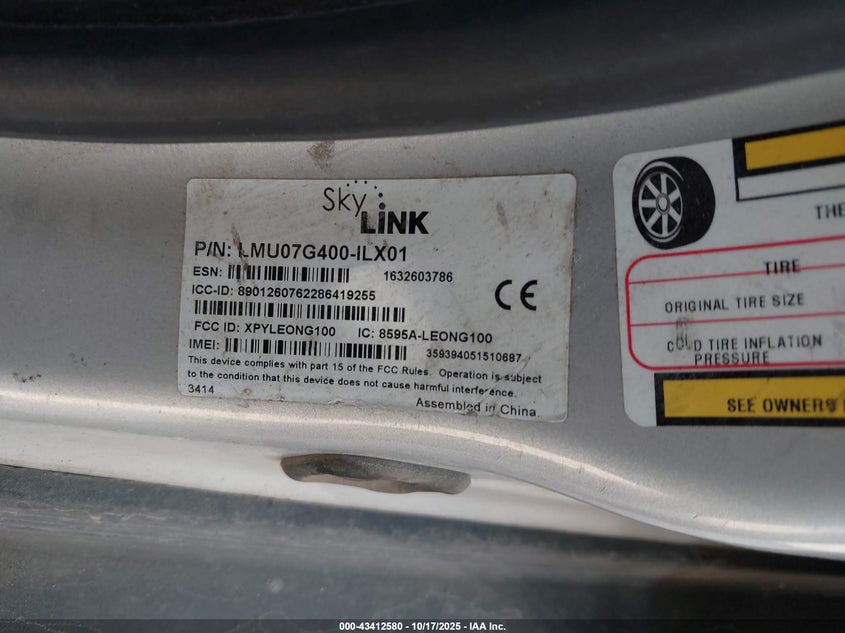 Sky
LINK
P/N: LMU07G400-ILX01
ESN: 1632603786
ICC-ID: 8901260762286419255
FCC ID: XPYLEONG100 IC: 8595A-LEONG100
IMEI: 359394051510687
This device complies with part 15 of the FCC Rules. Operation is subject
to the condition that this device does not cause harmful interference.
3414
Assembled in China
CE
THE
TIRE
ORIGINAL TIRE SIZE
COLD TIRE INFLATION
PRESSURE
SEE OWNERS
000-43412580 | 10/17/2025 - IAA Inc.